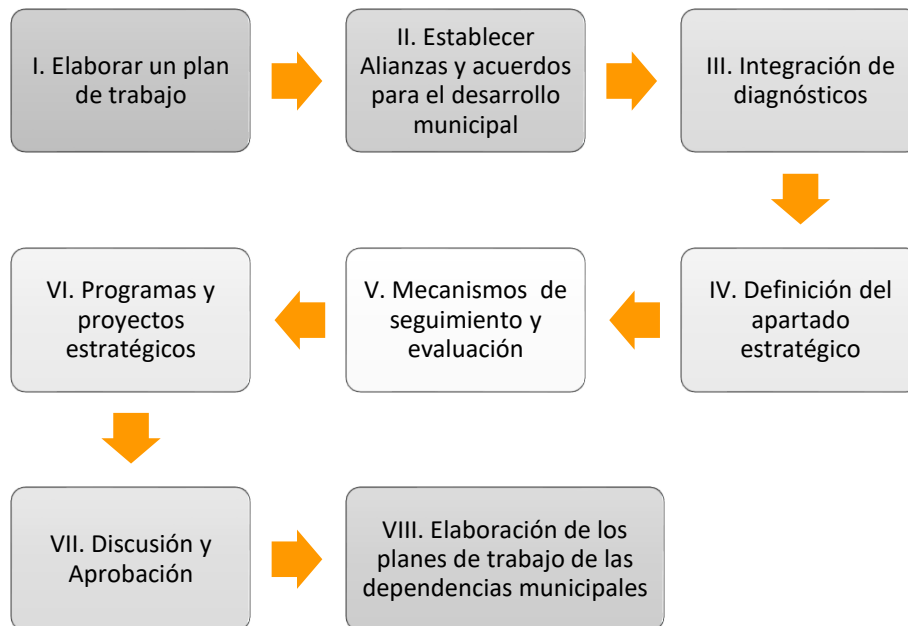 I. Elaborar un plan
de trabajo
II. Establecer
Alianzas y acuerdos
para el desarrollo
municipal
III. Integración de
diagnósticos
IV. Definición del
apartado
estratégico
V. Mecanismos de
seguimiento y
evaluación
VI. Programas y
proyectos
estratégicos
VII. Discusión y
Aprobación
VIII. Elaboración de los
planes de trabajo de las
dependencias municipales